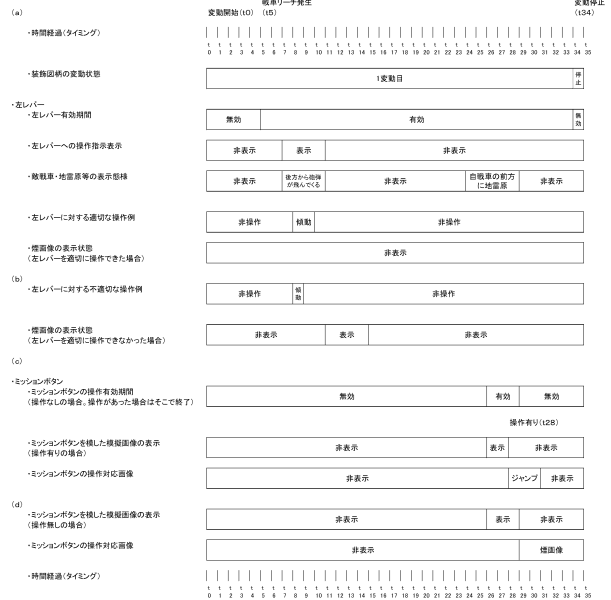 戦車リーチ発生
変動停止
(a)
変動開始(t0)
(t5)
(t34)
・時間経過(タイミング)
t t t t t t t t t t t t t t t t t t t t t t t t t t t t t t t t t t t t
0 1 2 3 4 5 6 7 8 9 10 11 12 13 14 15 16 17 18 19 20 21 22 23 24 25 26 27 28 29 30 31 32 33 34 35
・装飾図柄の変動状態
1変動目
停止
・左レバー
・左レバー有効期間
無効 有効 無効
・左レバーへの操作指示表示
非表示 表示 非表示
・敵戦車・地雷原等の表示態様
非表示 後方から砲弾が飛んでくる 非表示 自戦車の前方に地雷原 非表示
・左レバーに対する適切な操作例
非操作 傾動 非操作
・煙画像の表示状態
(左レバーを適切に操作できた場合)
非表示
(b)
・左レバーに対する不適切な操作例
非操作 傾動 非操作
・煙画像の表示状態
(左レバーを適切に操作できなかった場合)
非表示 表示 非表示
(c)
・ミッションボタン
・ミッションボタンの操作有効期間
(操作なしの場合。操作があった場合はそこで終了)
無効 有効 無効
操作有り(t28)
・ミッションボタンを模した模擬画像の表示
(操作有りの場合)
非表示 表示 非表示
・ミッションボタンの操作対応画像
非表示 ジャンプ 非表示
(d)
・ミッションボタンを模した模擬画像の表示
(操作無しの場合)
非表示 表示 非表示
・ミッションボタンの操作対応画像
非表示 煙画像
・時間経過(タイミング)
t t t t t t t t t t t t t t t t t t t t t t t t t t t t t t t t t t t t
0 1 2 3 4 5 6 7 8 9 10 11 12 13 14 15 16 17 18 19 20 21 22 23 24 25 26 27 28 29 30 31 32 33 34 35